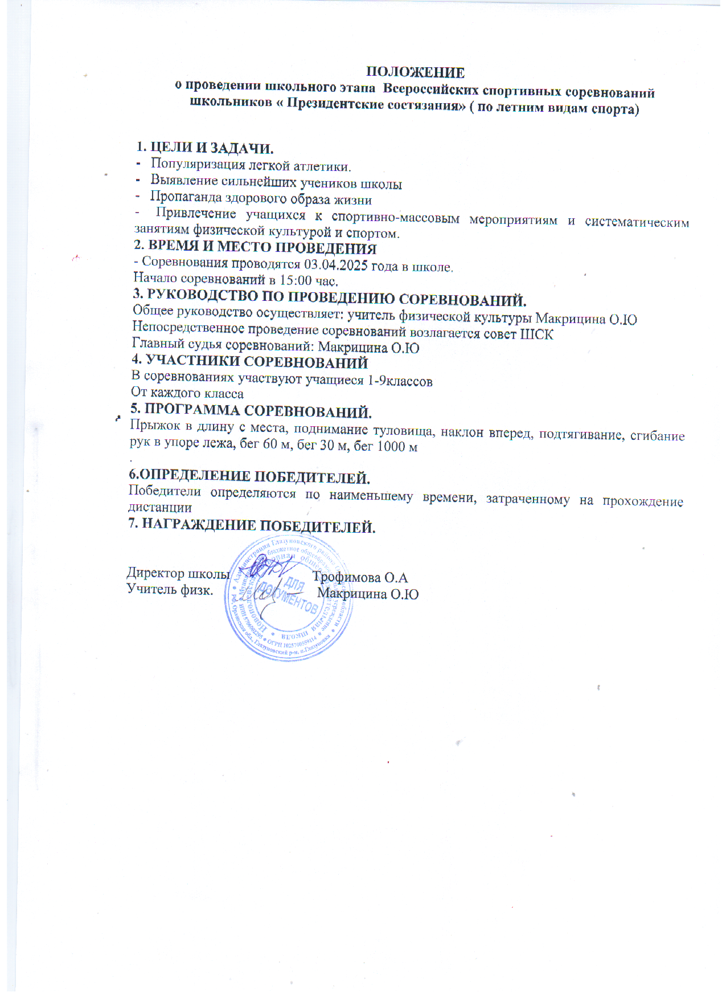 ПОЛОЖЕНИЕ
о проведении школьного этапа Всероссийских спортивных соревнований
школьников « Президентские состязания» ( по летним видам спорта)
1. ЦЕЛИ И ЗАДАЧИ.
- Популяризация легкой атлетики.
- Выявление сильнейших учеников школы
- Пропаганда здорового образа жизни
- Привлечение учащихся к спортивно-массовым мероприятиям и систематическим
занятиям физической культурой и спортом.
2. ВРЕМЯ И МЕСТО ПРОВЕДЕНИЯ
- Соревнования проводятся 03.04.2025 года в школе.
Начало соревнований в 15:00 час.
3. РУКОВОДСТВО ПО ПРОВЕДЕНИЮ СОРЕВНОВАНИЙ.
Общее руководство осуществляет: учитель физической культуры Макрицина О.Ю
Непосредственное проведение соревнований возлагается совет ШСК
Главный судья соревнований: Макрицина О.Ю
4. УЧАСТНИКИ СОРЕВНОВАНИЙ
В соревнованиях участвуют учащиеся 1-9классов
От каждого класса
5. ПРОГРАММА СОРЕВНОВАНИЙ.
Прыжок в длину с места, поднимание туловища, наклон вперед, подтягивание, сгибание
рук в упоре лежа, бег 60 м, бег 30 м, бег 1000 м
.
6.ОПРЕДЕЛЕНИЕ ПОБЕДИТЕЛЕЙ.
Победители определяются по наименьшему времени, затраченному на прохождение
дистанции
7. НАГРАЖДЕНИЕ ПОБЕДИТЕЛЕЙ.
Директор школы Трофимова О.А
Учитель физк. Макрицина О.Ю
ДЛЯ
ДОКУМЕНТОВ
Администрация Глазуновского района
РФ, Орловская обл., Глазуновский р-н, п.Глазуновка
ИНН 5706002295 ОГРН 1025700559114